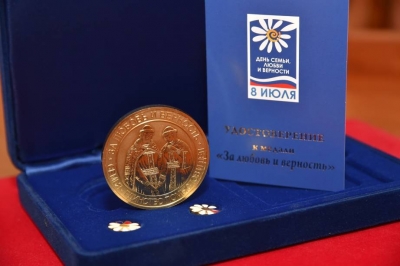 ДЕНЬ СЕМЬИ,
ЛЮБВИ
И ВЕРНОСТИ
8 ИЮЛЯ
УДОСТОВЕРЕНИЕ
к медали
«За любовь и верность»